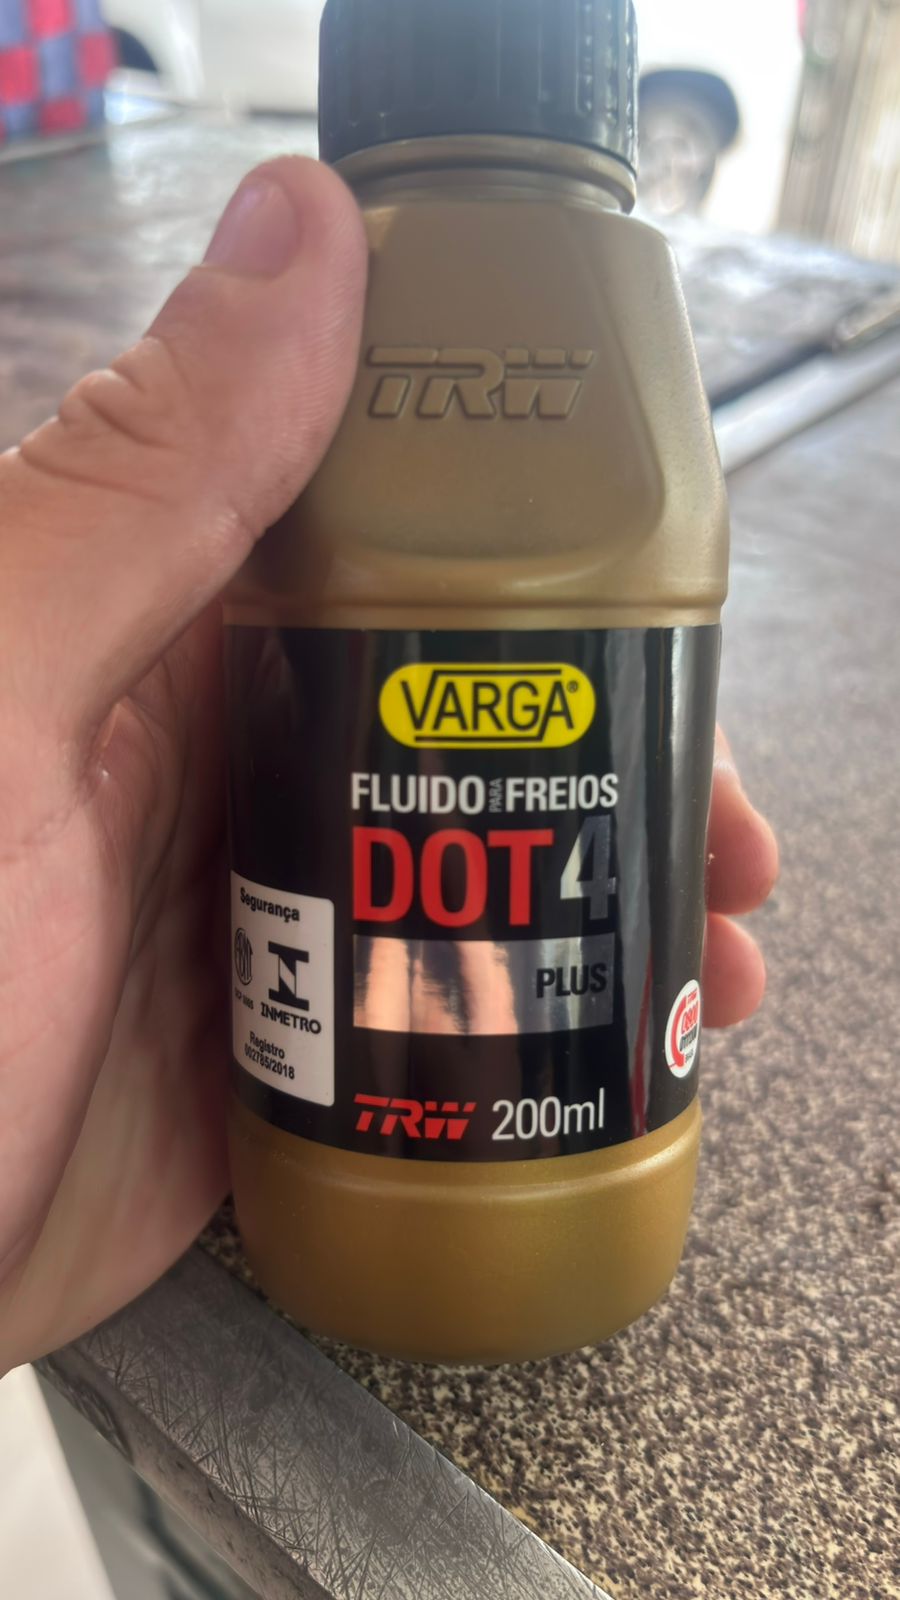 TRW
VARGA®
FLUIDO PARA FREIOS
DOT 4
PLUS
Segurança
INMETRO
Registro
002785/2018
TRW 200ml